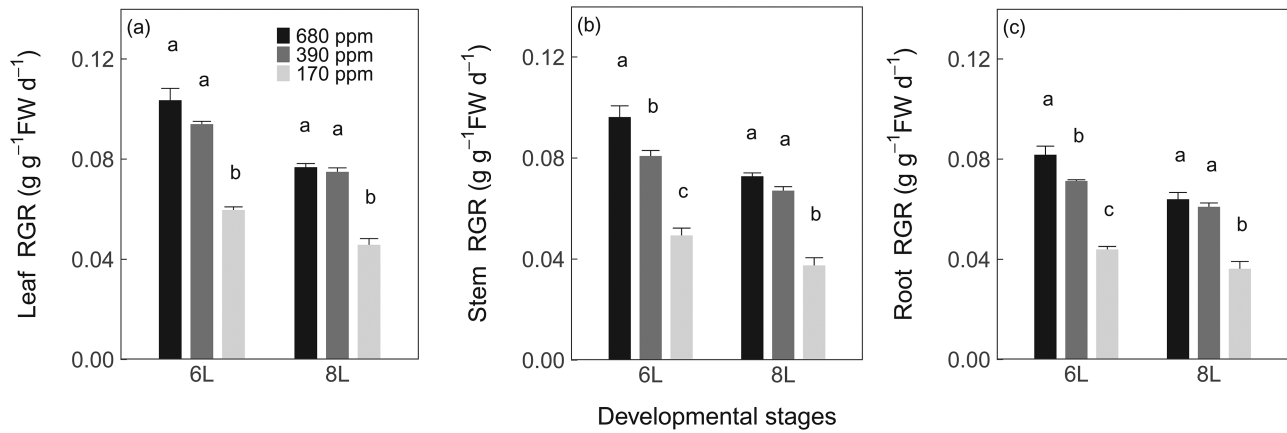 (a)
680 ppm
390 ppm
170 ppm
Leaf RGR (g g⁻¹FW d⁻¹)
0.12
0.08
0.04
0.00
a
a
b
a
a
b
6L
8L
(b)
Stem RGR (g g⁻¹FW d⁻¹)
0.12
0.08
0.04
0.00
a
b
c
a
a
b
6L
8L
(c)
Root RGR (g g⁻¹FW d⁻¹)
0.12
0.08
0.04
0.00
a
b
c
a
a
b
6L
8L
Developmental stages